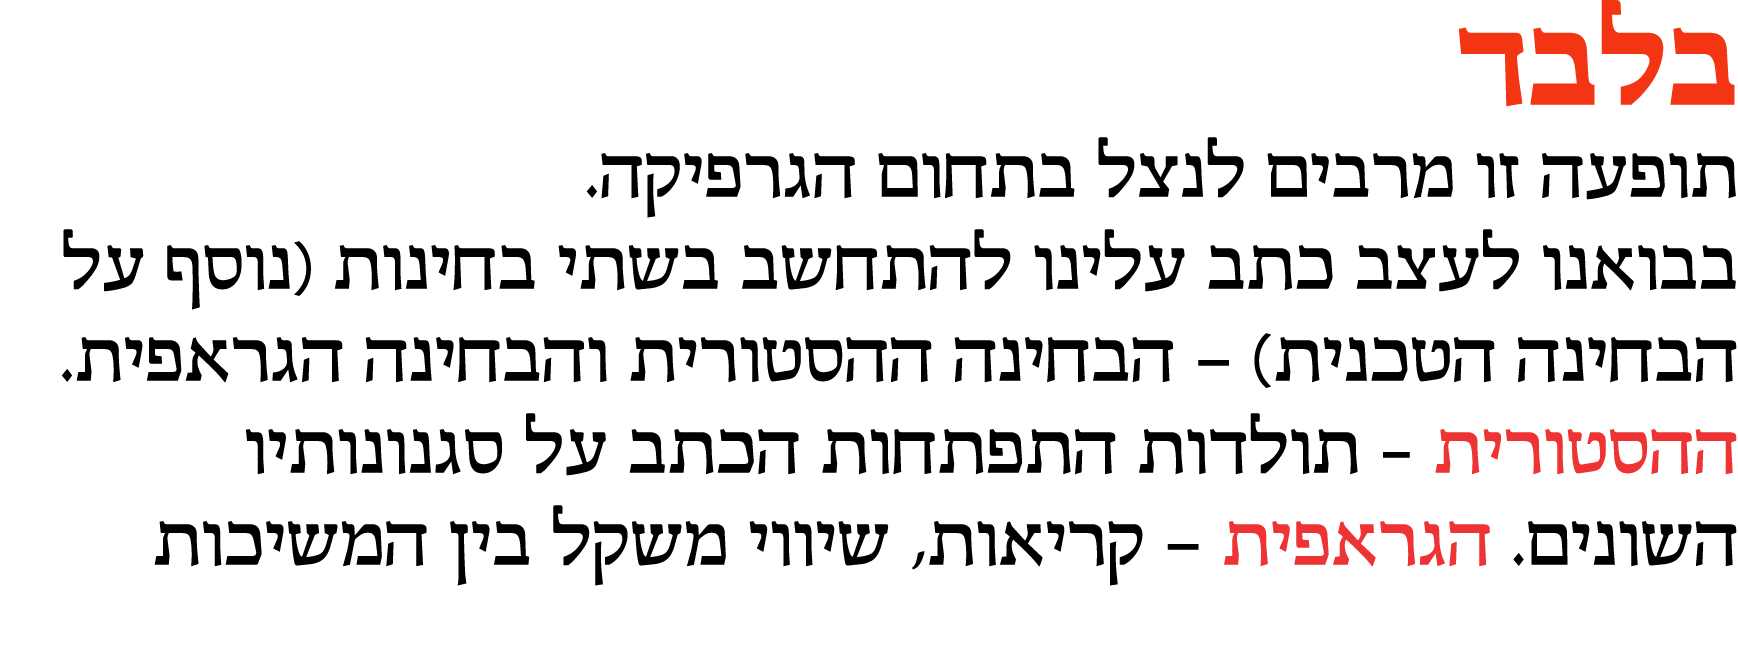 בלבד
תופעה זו מרבים לנצל בתחום הגרפיקה.
בבואנו לעצב כתב עלינו להתחשב בשתי בחינות (נוסף על
הבחינה הטכנית) – הבחינה ההסטורית והבחינה הגראפית.
ההסטורית – תולדות התפתחות הכתב על סגנונותיו
השונים. הגראפית – קריאות, שיווי משקל בין המשיכות